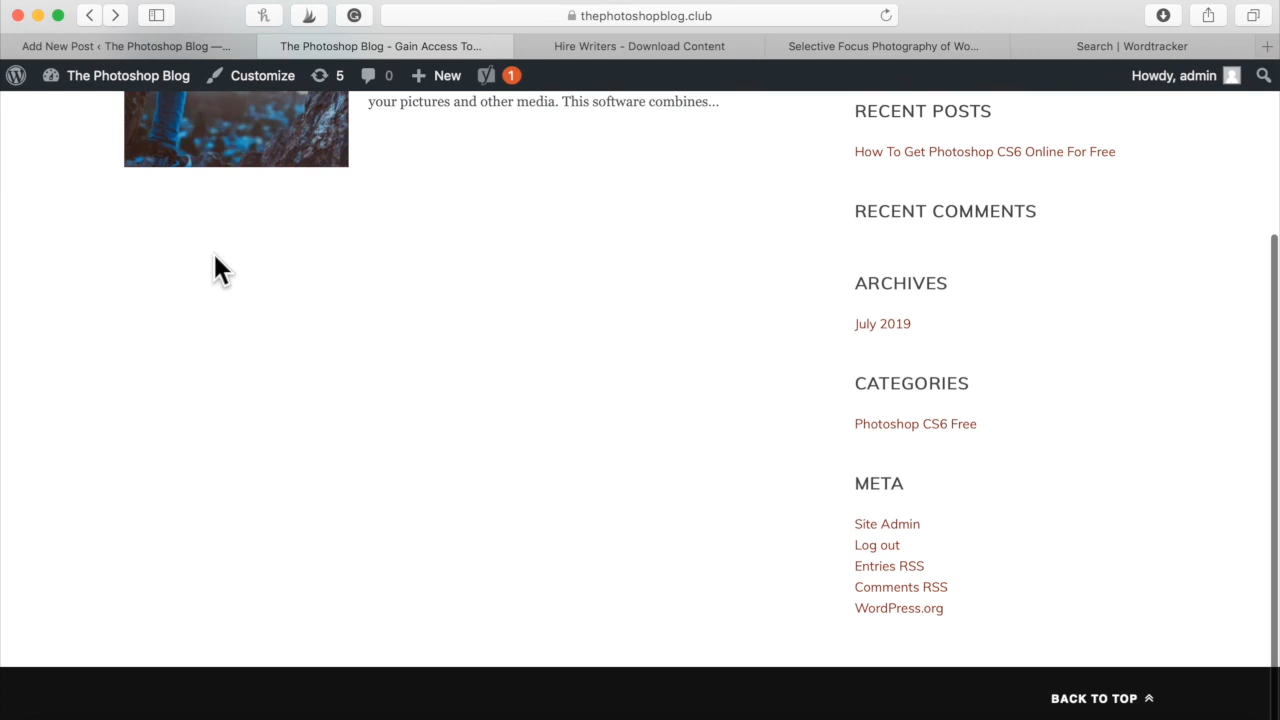 thephotoshopblog.club
Add New Post ‹ The Photoshop Blog —...
The Photoshop Blog - Gain Access To...
Hire Writers - Download Content
Selective Focus Photography of Wo...
Search | Wordtracker
The Photoshop Blog
Customize
5
0
New
1
Howdy, admin
your pictures and other media. This software combines...
RECENT POSTS
How To Get Photoshop CS6 Online For Free
RECENT COMMENTS
ARCHIVES
July 2019
CATEGORIES
Photoshop CS6 Free
META
Site Admin
Log out
Entries RSS
Comments RSS
WordPress.org
BACK TO TOP